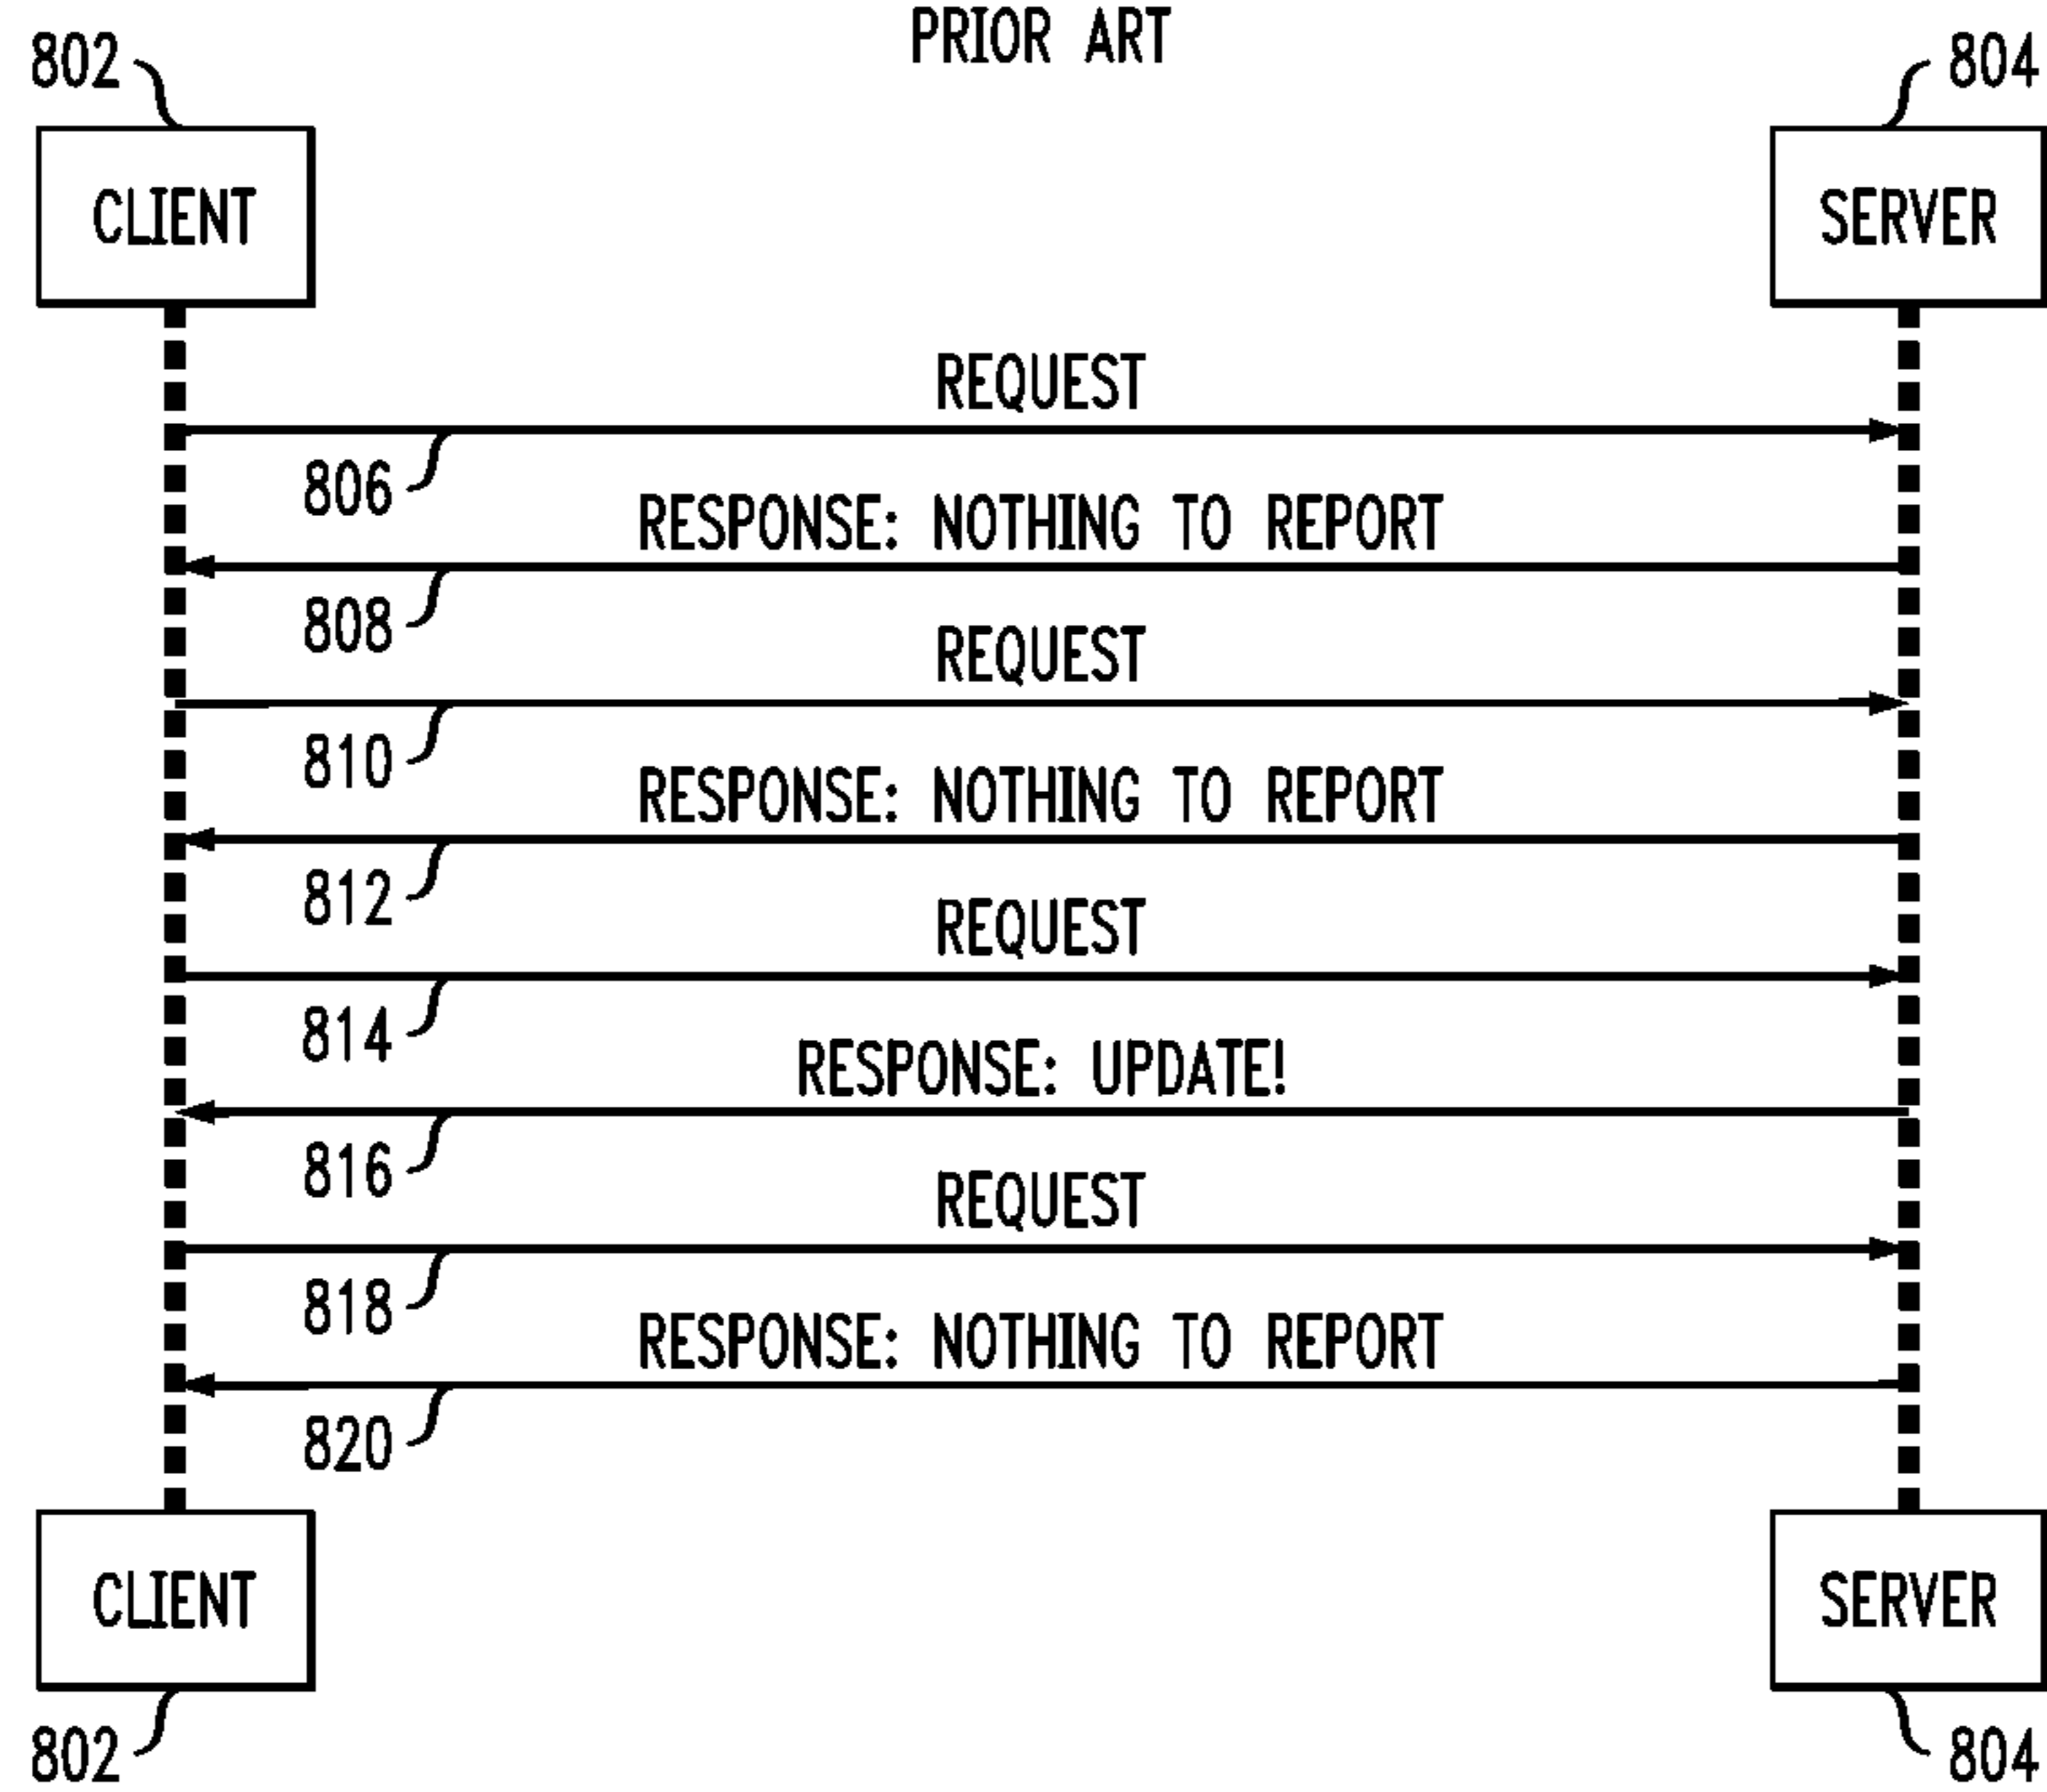 PRIOR ART
802
804
CLIENT
SERVER
REQUEST
806
RESPONSE: NOTHING TO REPORT
808
REQUEST
810
RESPONSE: NOTHING TO REPORT
812
REQUEST
814
RESPONSE: UPDATE!
816
REQUEST
818
RESPONSE: NOTHING TO REPORT
820
CLIENT
SERVER
802
804